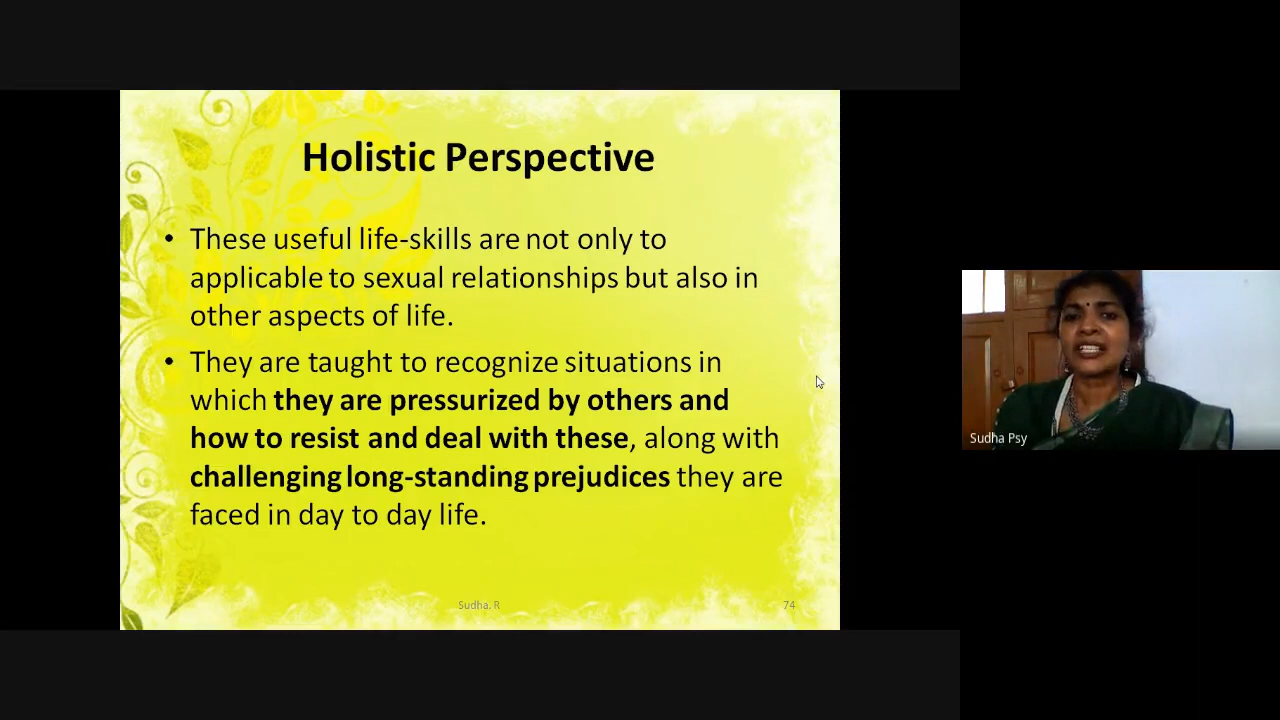 Holistic Perspective
• These useful life-skills are not only to
applicable to sexual relationships but also in
other aspects of life.
• They are taught to recognize situations in
which they are pressurized by others and
how to resist and deal with these, along with
challenging long-standing prejudices they are
faced in day to day life.
Sudha. R
74
Sudha Psy